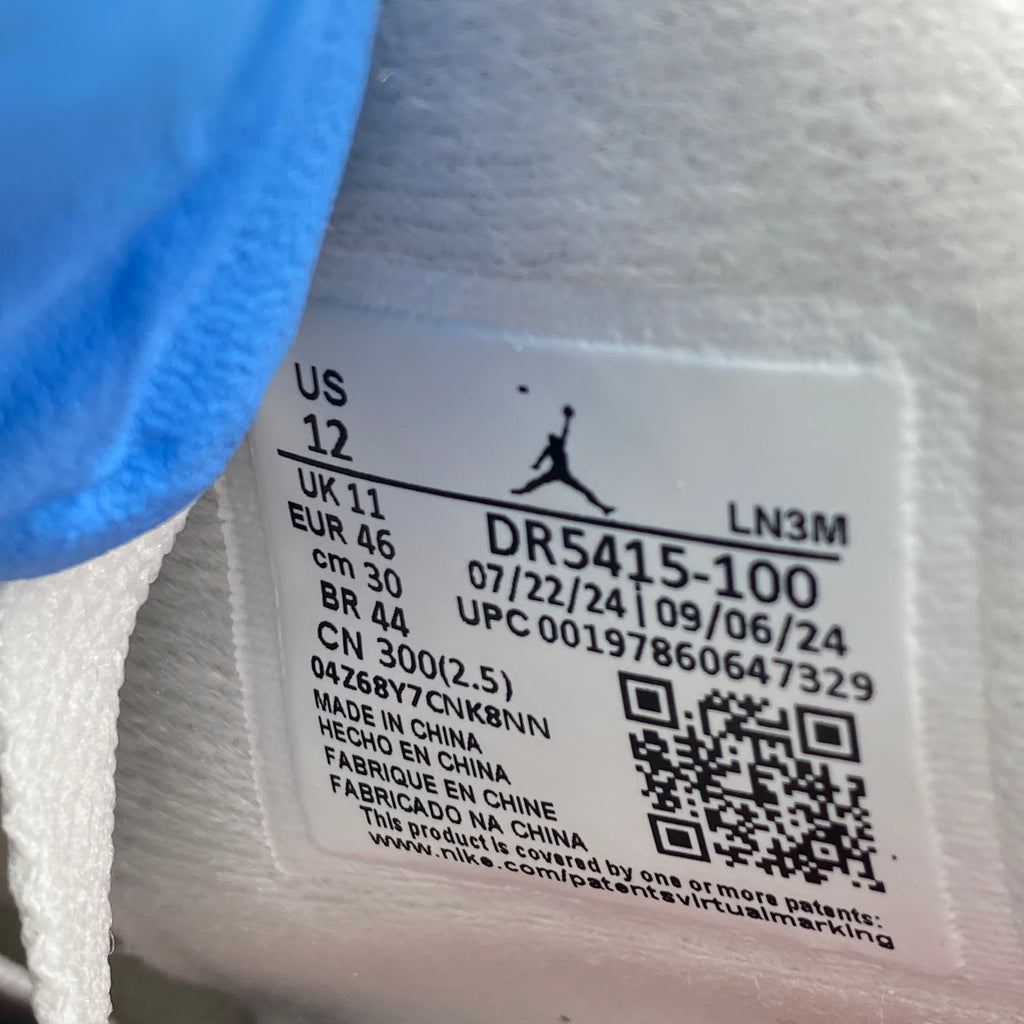 US
12
LN3M
UK 11
EUR 46
cm 30
BR 44
CN 300(2.5)
DR5415-100
07/22/24 | 09/06/24
UPC 00197860647329
04Z68Y7CNK8NN
MADE IN CHINA
HECHO EN CHINA
FABRIQUE EN CHINE
FABRICADO NA CHINA
This product is covered by one or more patents:
www.nike.com/patentsvirtualmarking